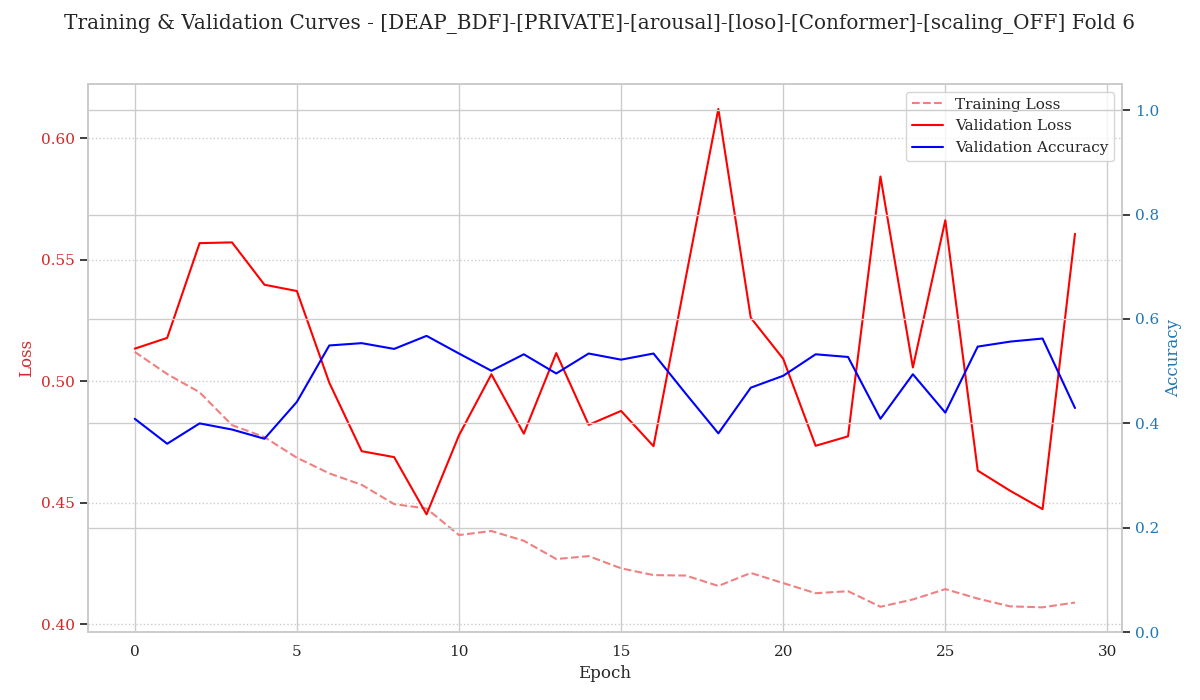 Training & Validation Curves - [DEAP_BDF]-[PRIVATE]-[arousal]-[loso]-[Conformer]-[scaling_OFF] Fold 6
Training Loss
Validation Loss
Validation Accuracy
Loss
0.60
0.55
0.50
0.45
0.40
1.0
0.8
0.6
0.4
0.2
0.0
Accuracy
0
5
10
15
20
25
30
Epoch